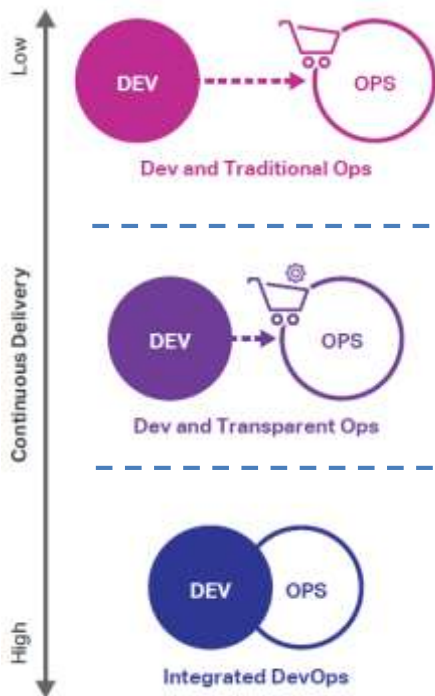 Low
DEV
OPS
Dev and Traditional Ops
Continuous Delivery
DEV
OPS
Dev and Transparent Ops
High
DEV
OPS
Integrated DevOps